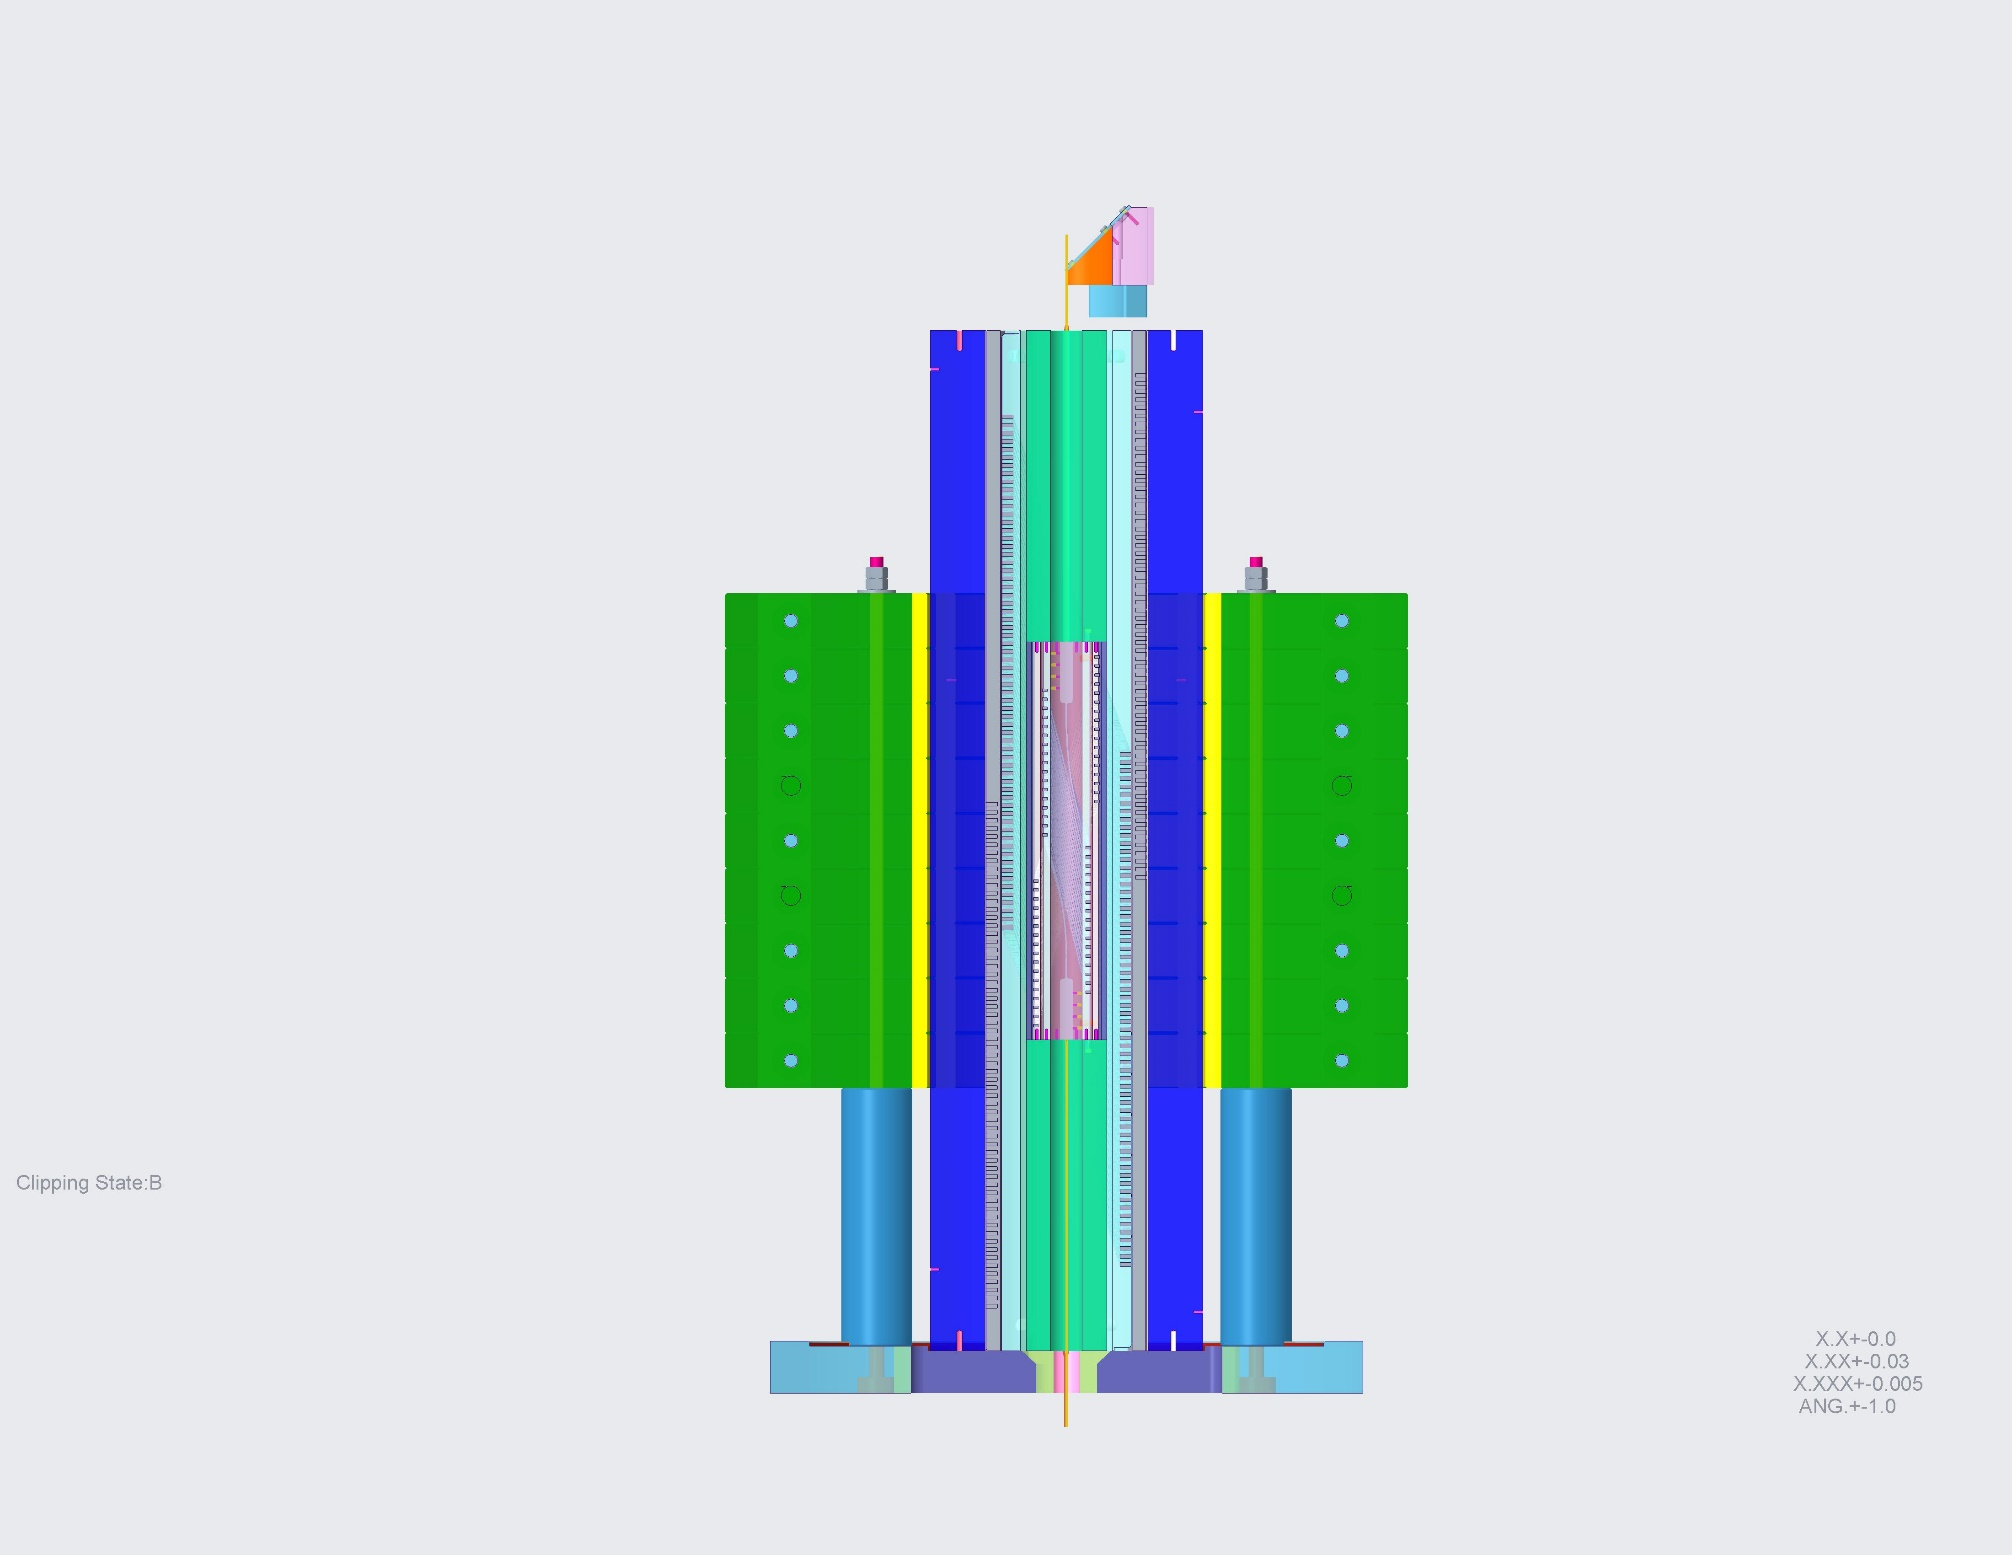 Clipping State:B
X.X+-0.0
X.XX+-0.03
X.XXX+-0.005
ANG.+-1.0